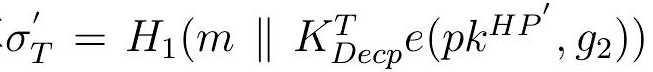 σ'_T = H_1(m ∥ K^T_{Decp}e(pk^{HP'}, g_2))